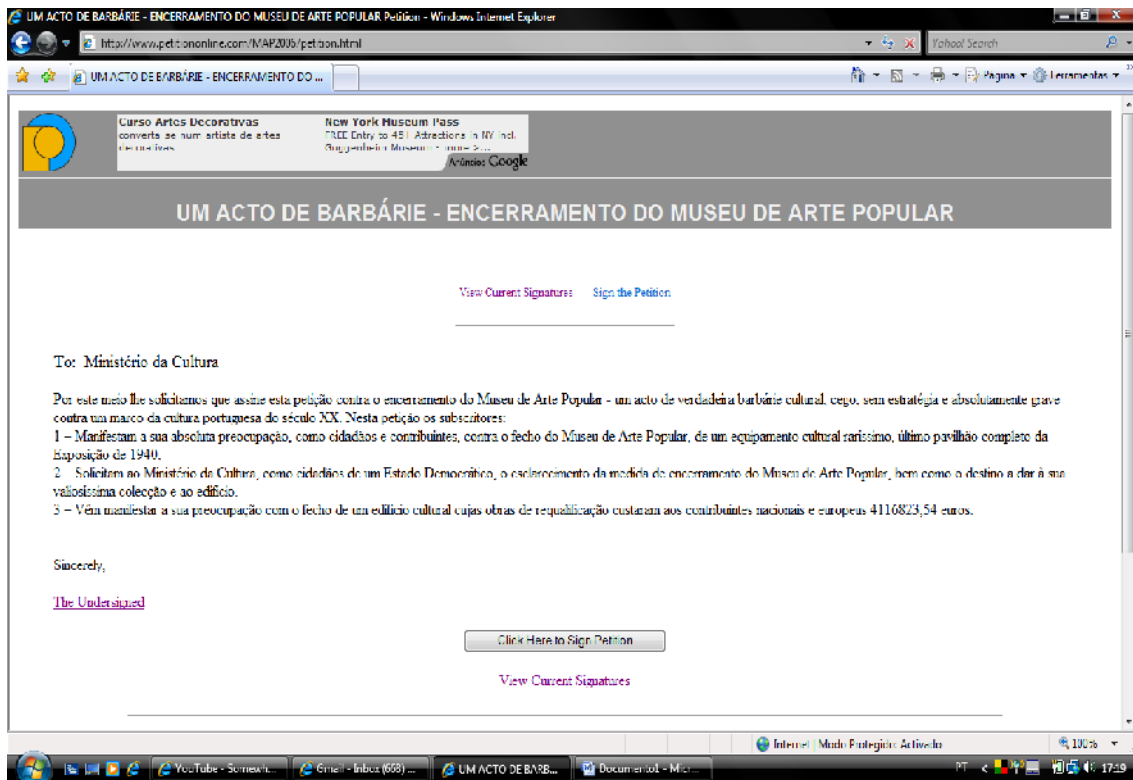 UM ACTO DE BARBÁRIE - ENCERRAMENTO DO MUSEU DE ARTE POPULAR Petition - Windows Internet Explorer
http://www.petitiononline.com/MAP2006/petition.html
Yahoo! Search
UM ACTO DE BARBÁRIE - ENCERRAMENTO DO ...
Página
Ferramentas
Curso Artes Decorativas
converta se num artista de artes
decorativas
New York Museum Pass
FREE Entry to 45+ Attractions in NY incl.
Guggenheim Museum - more >...
Anúncios Google
UM ACTO DE BARBÁRIE - ENCERRAMENTO DO MUSEU DE ARTE POPULAR
View Current Signatures Sign the Petition
To: Ministério da Cultura
Por este meio lhe solicitamos que assine esta petição contra o encerramento do Museu de Arte Popular - um acto de verdadeira barbárie cultural, cego, sem estratégia e absolutamente grave
contra um marco da cultura portuguesa do século XX. Nesta petição os subscritores:
1 – Manifestam a sua absoluta preocupação, como cidadãos e contribuintes, contra o fecho do Museu de Arte Popular, de um equipamento cultural raríssimo, último pavilhão completo da
Exposição de 1940.
2 – Solicitam ao Ministério da Cultura, como cidadãos de um Estado Democrático, o esclarecimento da medida de encerramento do Museu de Arte Popular, bem como o destino a dar à sua
valiosíssima colecção e ao edifício.
3 – Vêm manifestar a sua preocupação com o fecho de um edifício cultural cujas obras de requalificação custaram aos contribuintes nacionais e europeus 4116823,54 euros.
Sincerely,
The Undersigned
Click Here to Sign Petition
View Current Signatures
Internet | Modo Protegido: Activado
100%
YouTube - Somewh...
Gmail - Inbox (668) ...
UM ACTO DE BARB...
Documento1 - Micr...
PT
17:19